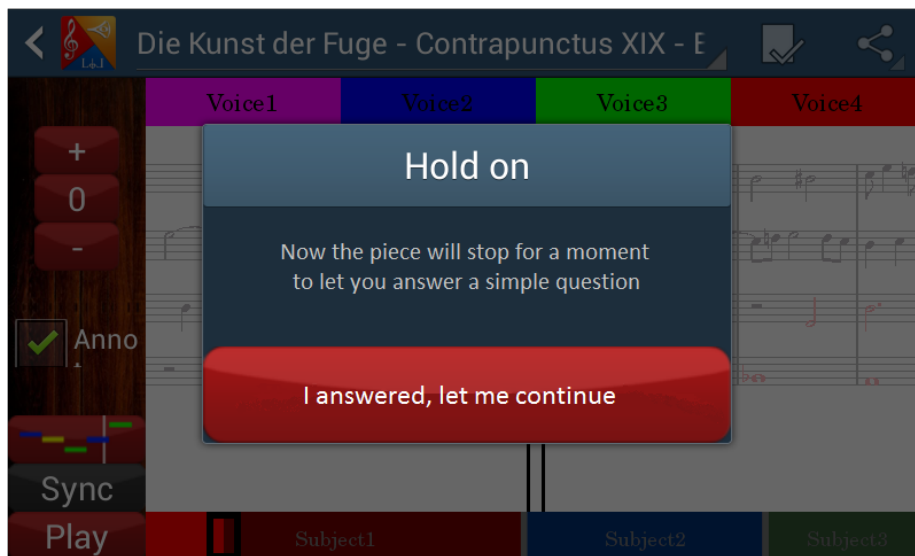 Die Kunst der Fuge - Contrapunctus XIX - E
Voice1 Voice2 Voice3 Voice4
+
0
-
Anno
Hold on
Now the piece will stop for a moment
to let you answer a simple question
I answered, let me continue
Sync
Play
Subject1 Subject2 Subject3